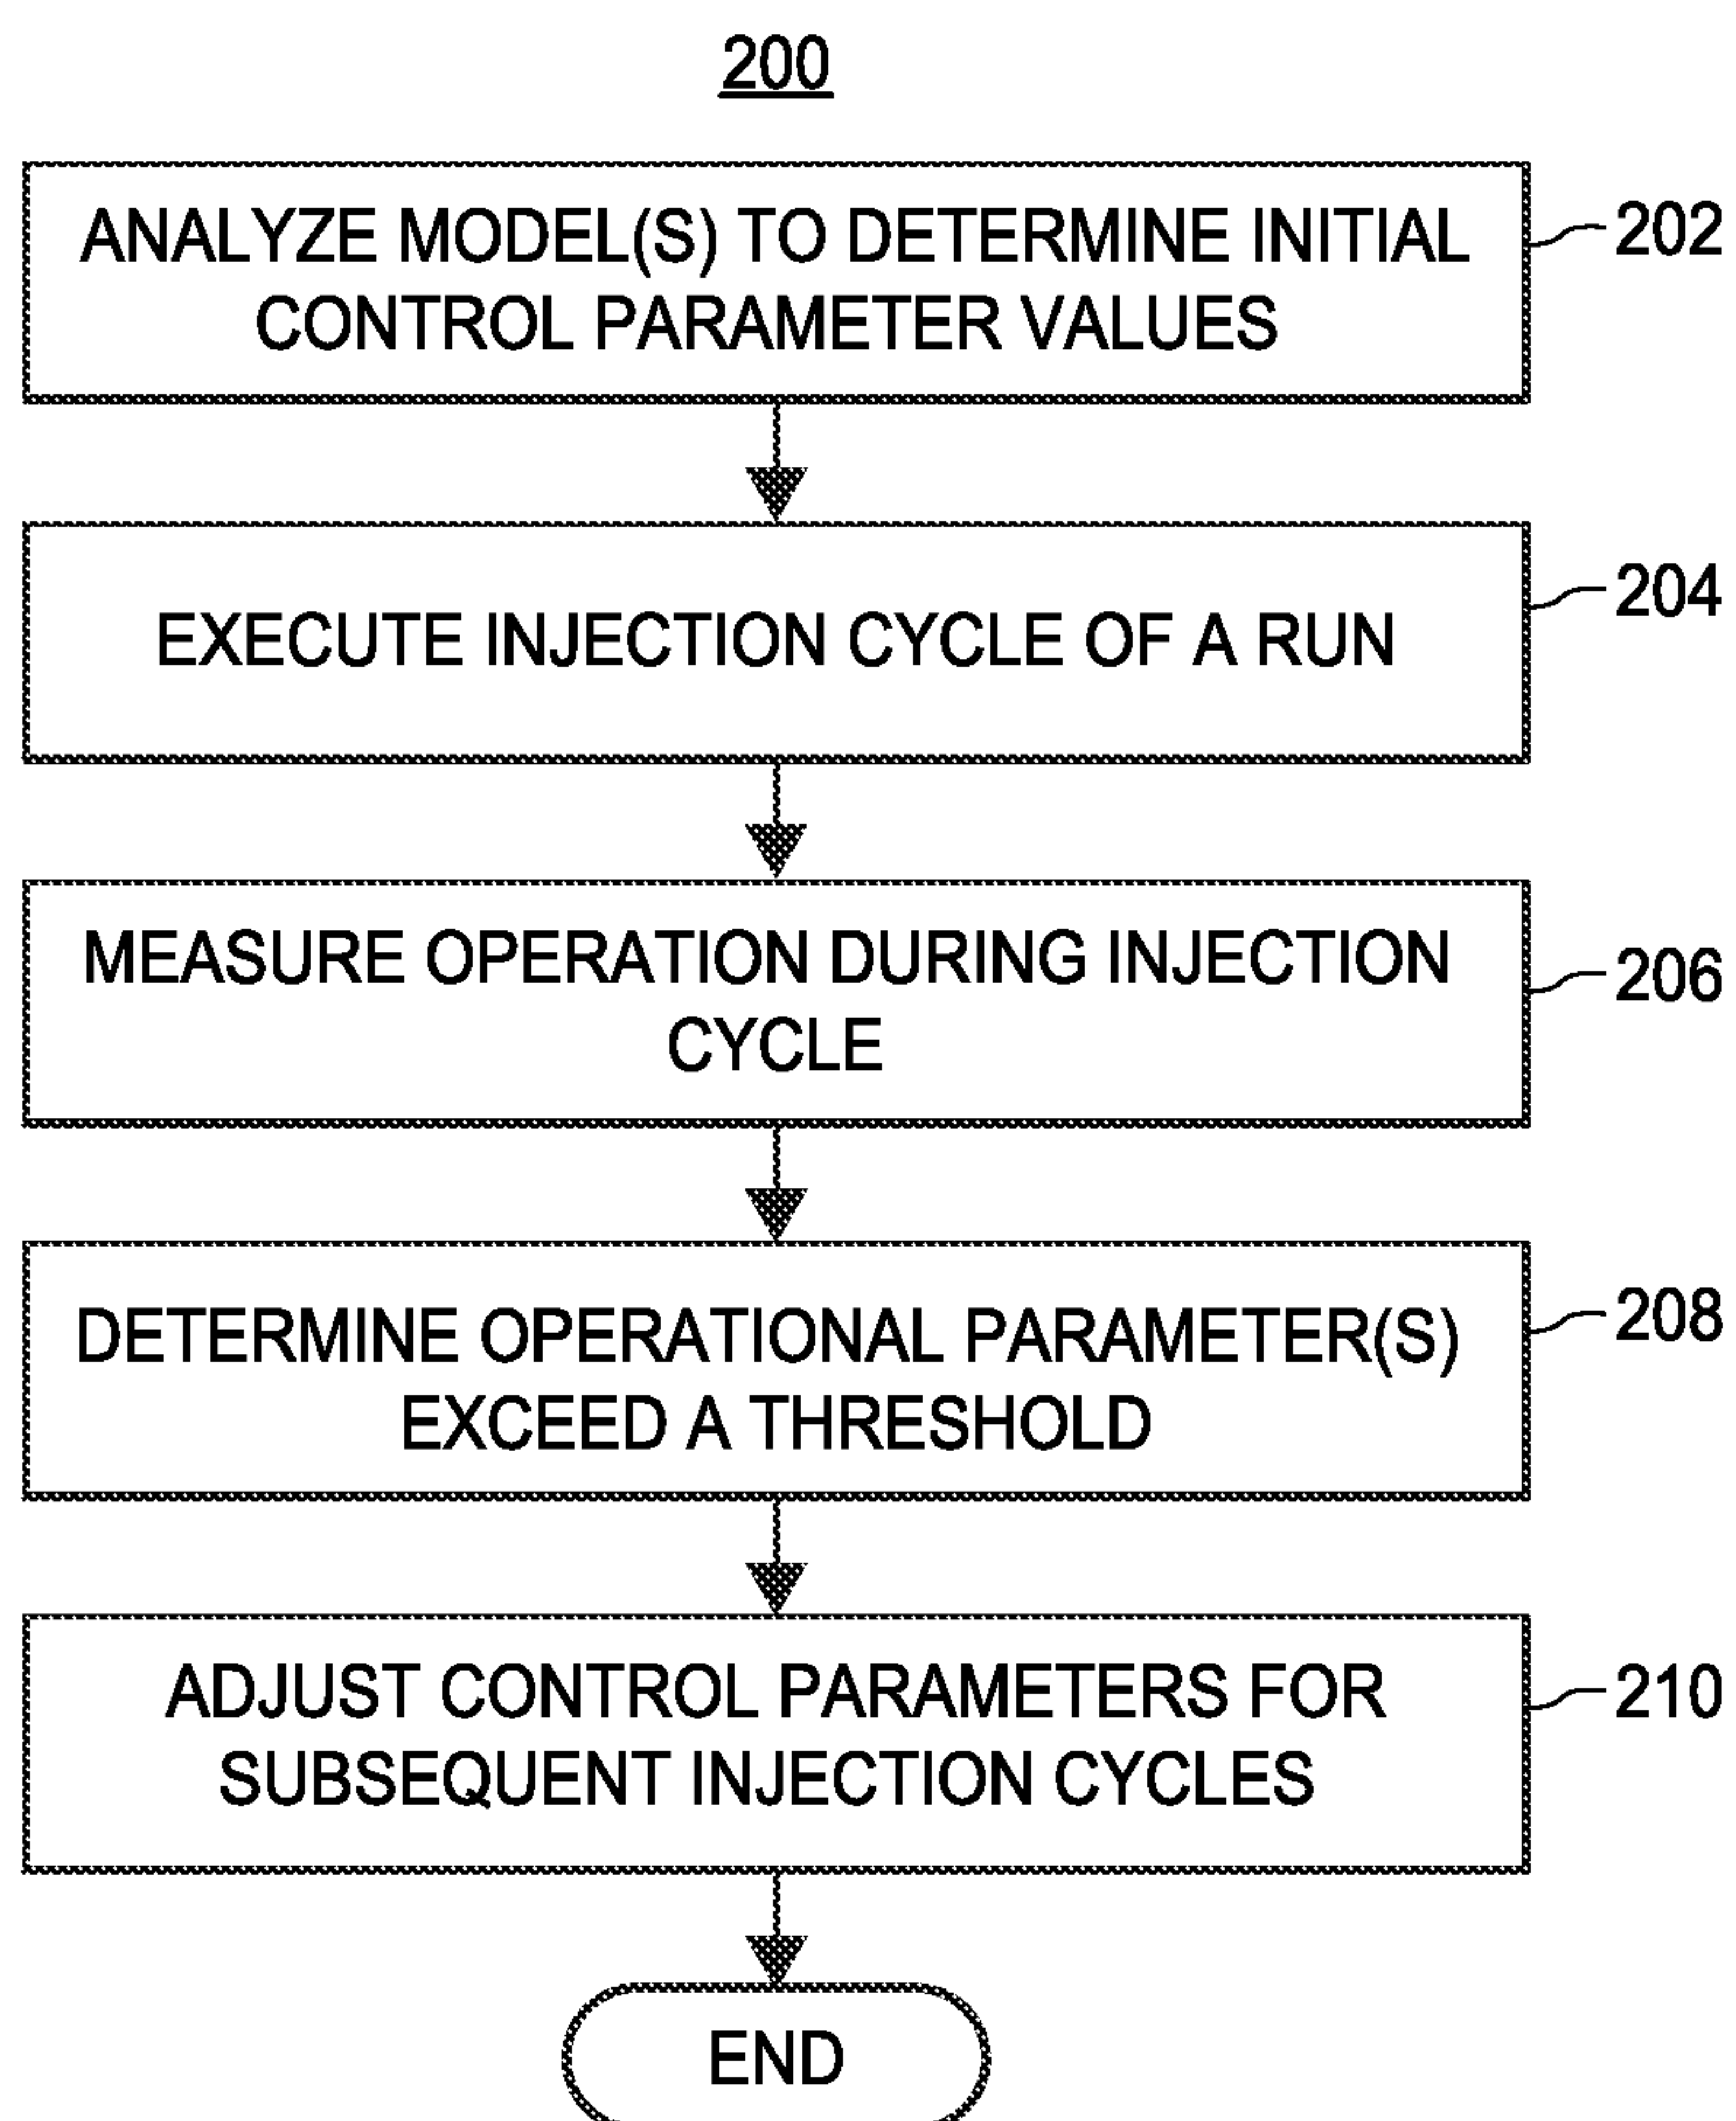 200
ANALYZE MODEL(S) TO DETERMINE INITIAL
CONTROL PARAMETER VALUES
202
EXECUTE INJECTION CYCLE OF A RUN
204
MEASURE OPERATION DURING INJECTION
CYCLE
206
DETERMINE OPERATIONAL PARAMETER(S)
EXCEED A THRESHOLD
208
ADJUST CONTROL PARAMETERS FOR
SUBSEQUENT INJECTION CYCLES
210
END